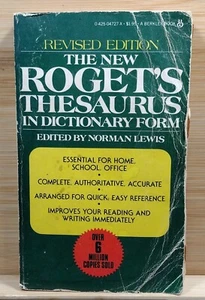 0-425-04727-X • $1.95 • A BERKLEY BOOK
REVISED EDITION
THE NEW
ROGET'S
THESAURUS
IN DICTIONARY FORM
EDITED BY NORMAN LEWIS
ESSENTIAL FOR HOME,
SCHOOL, OFFICE
COMPLETE, AUTHORITATIVE, ACCURATE
ARRANGED FOR QUICK, EASY REFERENCE
IMPROVES YOUR READING AND
WRITING IMMEDIATELY
OVER
6
MILLION
COPIES SOLD